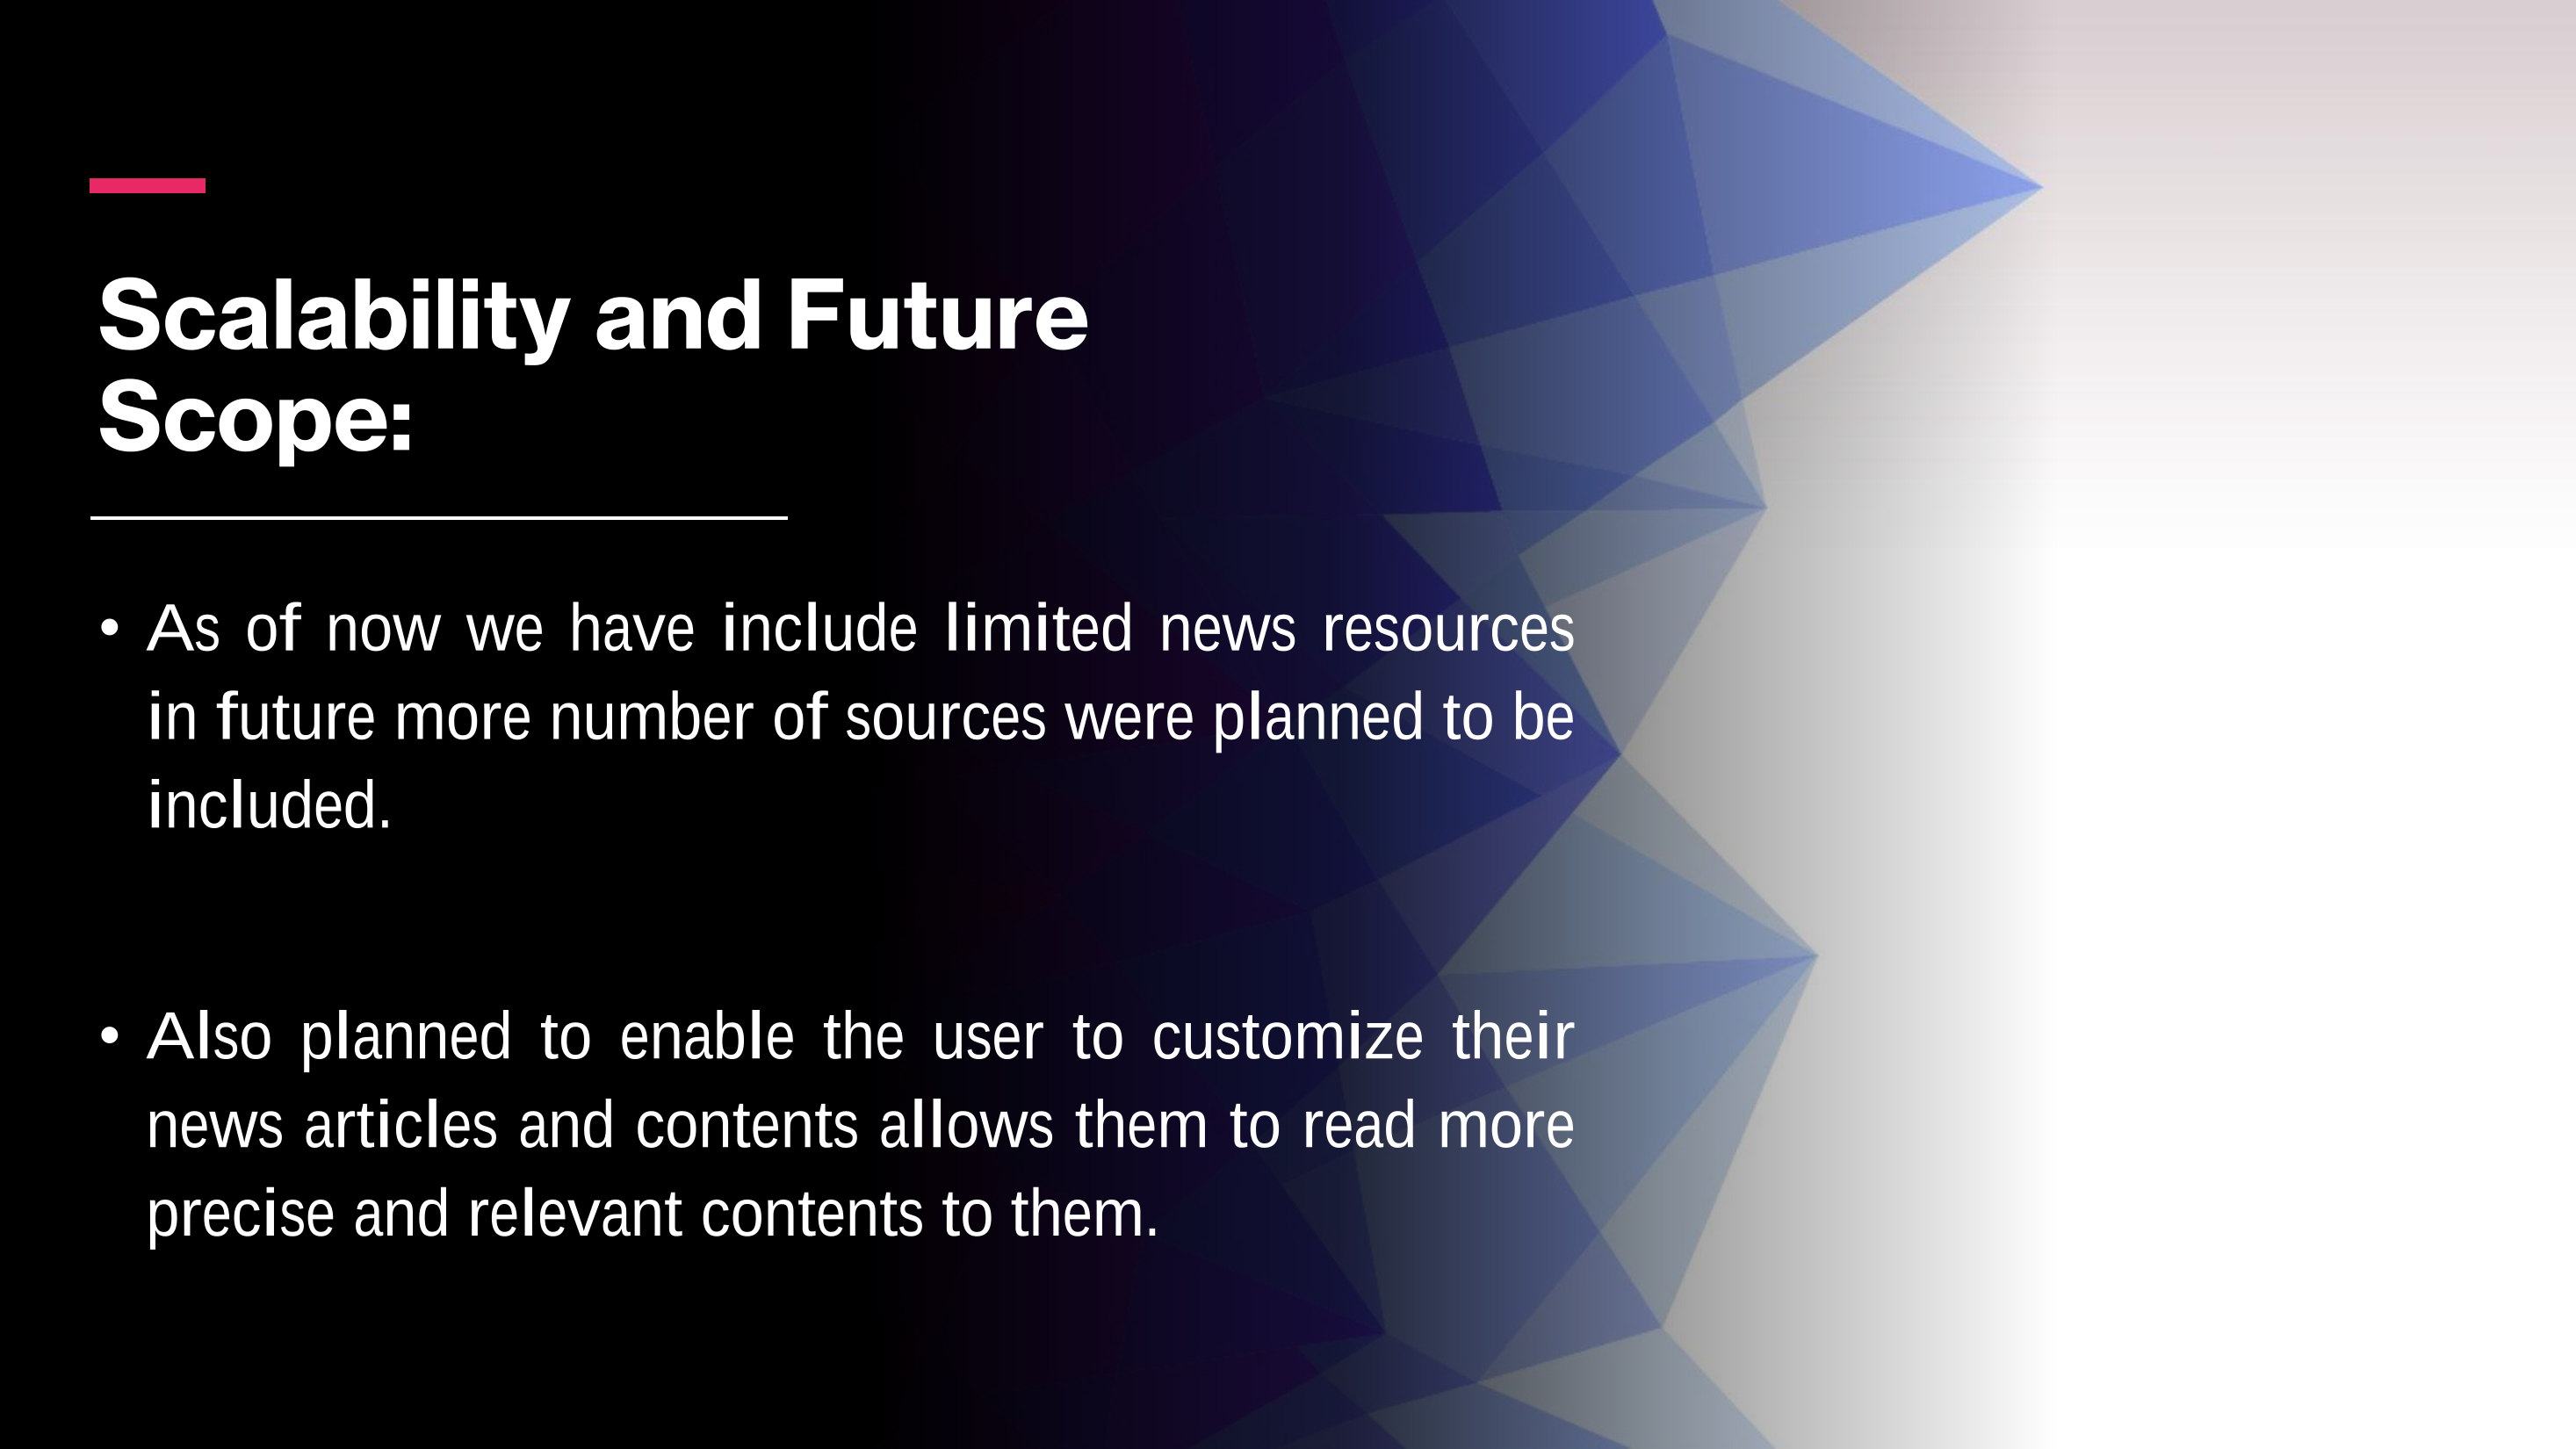 Scalability and Future
Scope:
• As of now we have include limited news resources
in future more number of sources were planned to be
included.
• Also planned to enable the user to customize their
news articles and contents allows them to read more
precise and relevant contents to them.